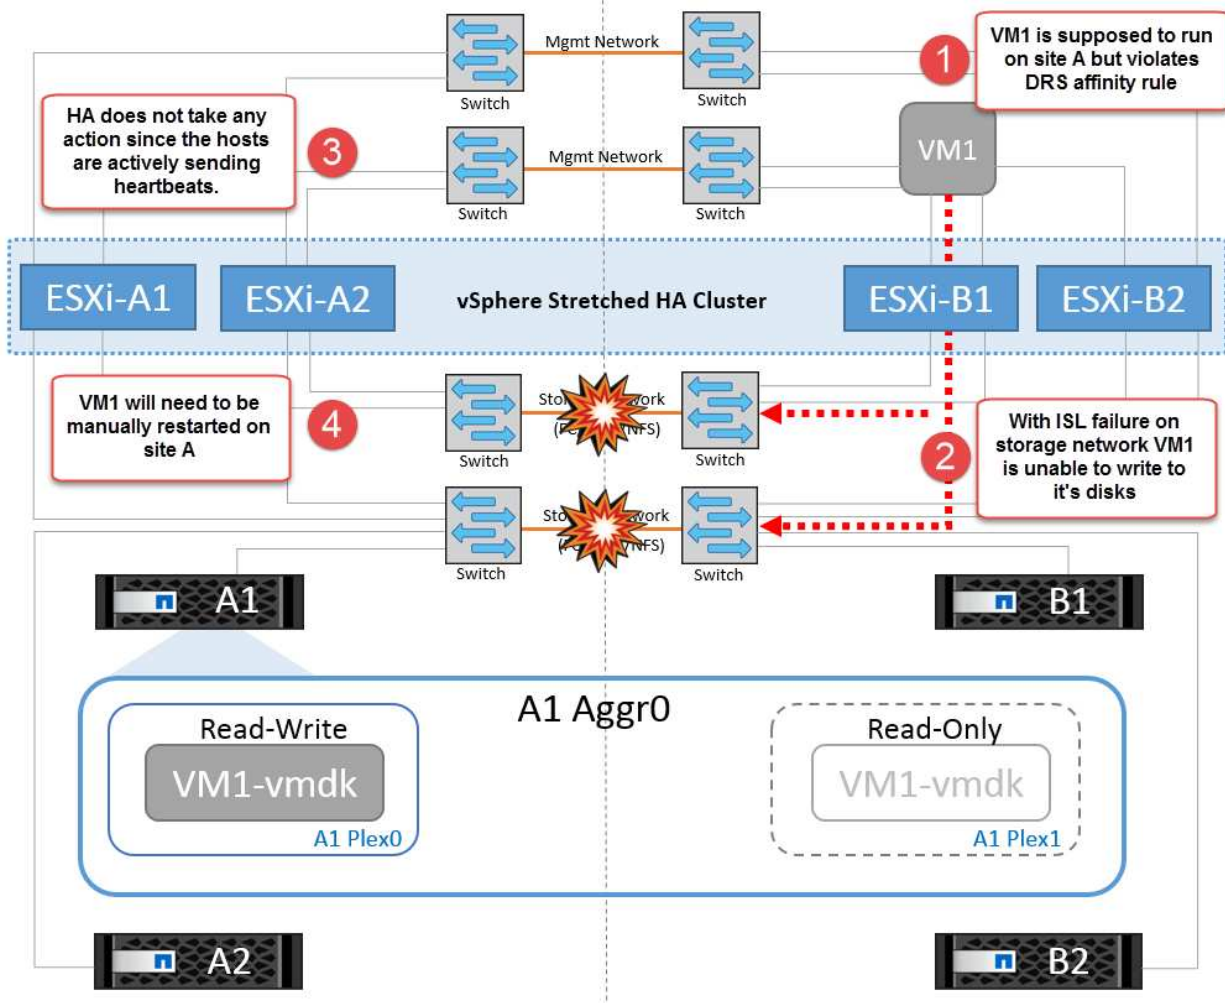 Mgmt Network
Switch
Switch
1
VM1 is supposed to run
on site A but violates
DRS affinity rule
HA does not take any
action since the hosts
are actively sending
heartbeats.
3
Mgmt Network
Switch
Switch
VM1
ESXi-A1
ESXi-A2
vSphere Stretched HA Cluster
ESXi-B1
ESXi-B2
VM1 will need to be
manually restarted on
site A
4
Switch
Switch
2
With ISL failure on
storage network VM1
is unable to write to
it's disks
NFS)
Switch
Switch
NFS)
A1
B1
A1 Aggr0
Read-Write
VM1-vmdk
A1 Plex0
Read-Only
VM1-vmdk
A1 Plex1
A2
B2